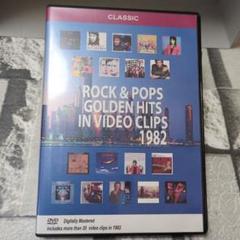 CLASSIC
ROCK & POPS
GOLDEN HITS
IN VIDEO CLIPS
1982
DVD Digitally Mastered
includes more than 20 video clips in 1982